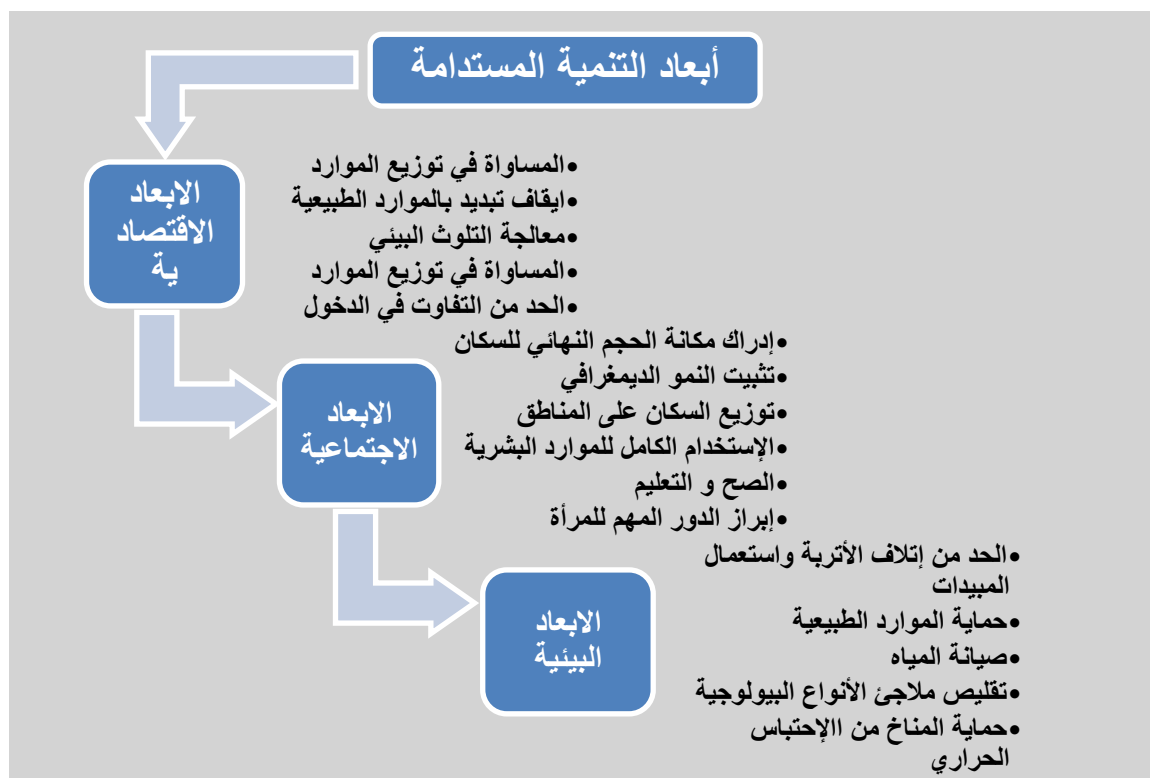 أبعاد التنمية المستدامة
الابعاد
الاقتصاد
ية
•المساواة في توزيع الموارد
•ايقاف تبديد بالموارد الطبيعية
•معالجة التلوث البيئي
•المساواة في توزيع الموارد
•الحد من التفاوت في الدخول
الابعاد
الاجتماعية
•إدراك مكانة الحجم النهائي للسكان
•تثبيت النمو الديمغرافي
•توزيع السكان على المناطق
•الإستخدام الكامل للموارد البشرية
•الصح و التعليم
•إبراز الدور المهم للمرأة
الابعاد
البيئية
•الحد من إتلاف الأتربة واستعمال
المبيدات
•حماية الموارد الطبيعية
•صيانة المياه
•تقليص ملاجئ الأنواع البيولوجية
•حماية المناخ من االإحتباس
الحراري